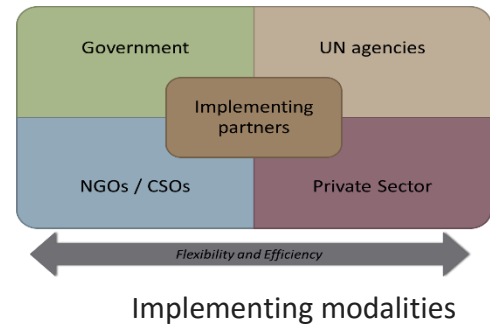 Government
UN agencies
Implementing
partners
NGOs / CSOs
Private Sector
Flexibility and Efficiency
Implementing modalities